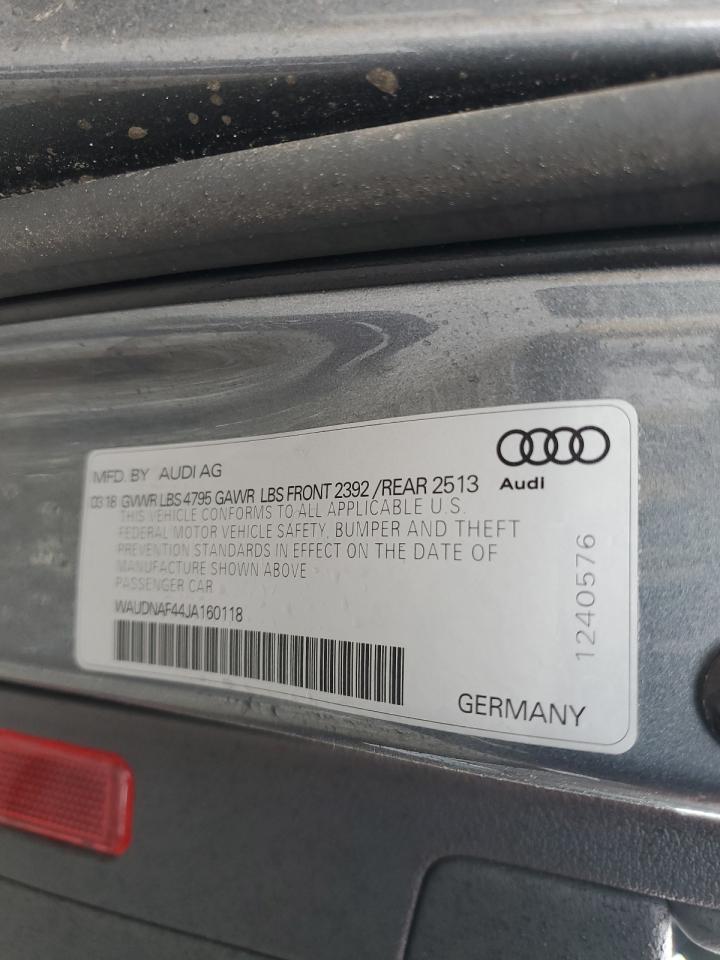 MFD. BY AUDI AG
Audi
03 18 GVWR LBS 4795 GAWR LBS FRONT 2392 /REAR 2513
THIS VEHICLE CONFORMS TO ALL APPLICABLE U.S.
FEDERAL MOTOR VEHICLE SAFETY, BUMPER AND THEFT
PREVENTION STANDARDS IN EFFECT ON THE DATE OF
MANUFACTURE SHOWN ABOVE
PASSENGER CAR
WAUDNAF44JA160118
1240576
GERMANY